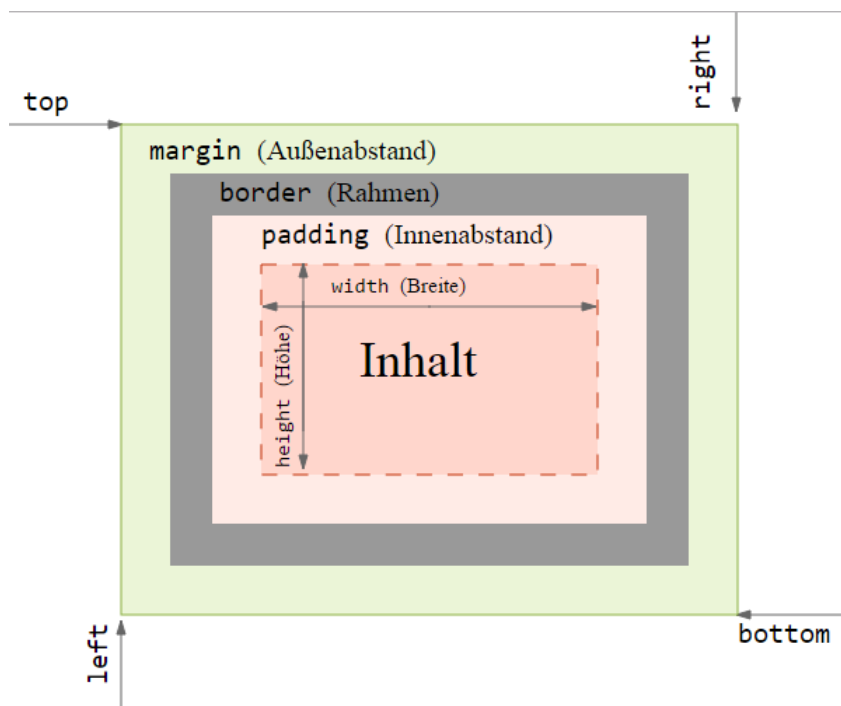 right
top
margin (Außenabstand)
border (Rahmen)
padding (Innenabstand)
width (Breite)
height (Höhe)
Inhalt
left
bottom